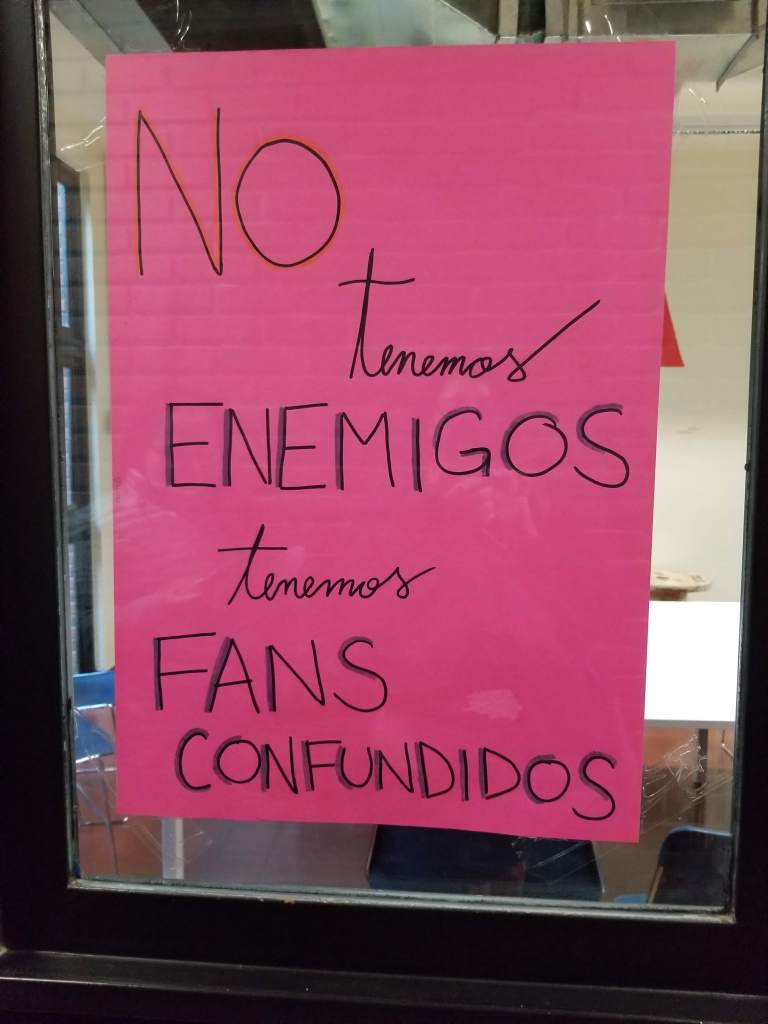 NO
tenemos
ENEMIGOS
tenemos
FANS
CONFUNDIDOS